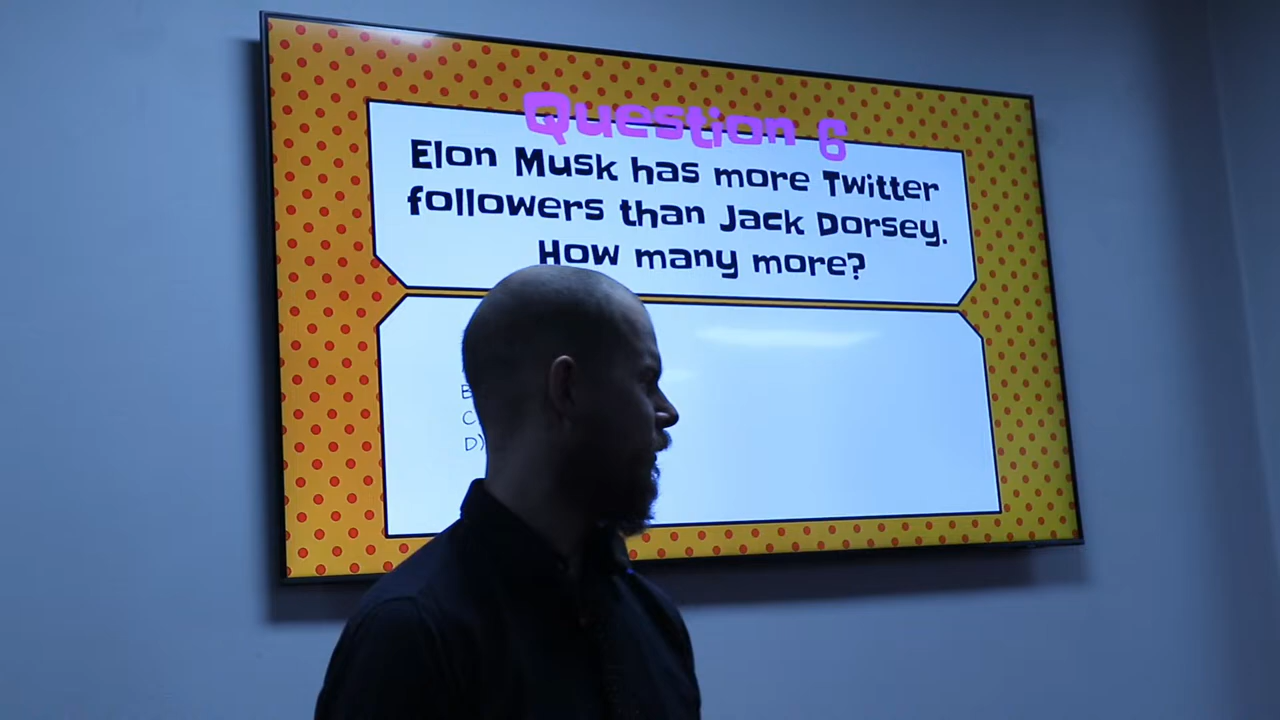 Question 6
Elon Musk has more Twitter
followers than Jack Dorsey.
How many more?
B
C
D)